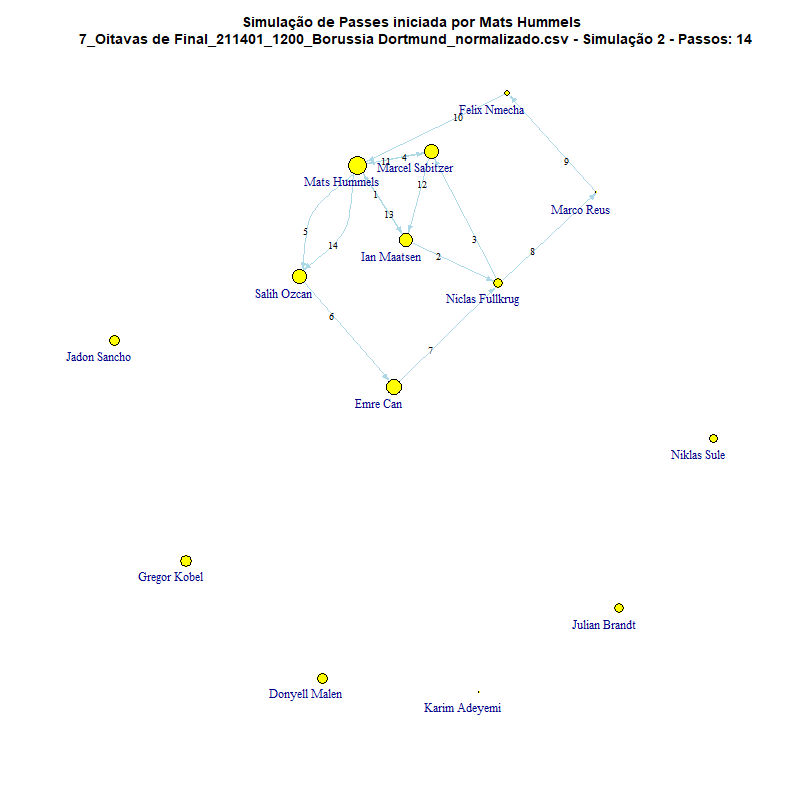 Simulação de Passes iniciada por Mats Hummels
7_Oitavas de Final_211401_1200_Borussia Dortmund_normalizado.csv - Simulação 2 - Passos: 14
Felix Nmecha
10
11
4
Marcel Sabitzer
9
Mats Hummels
12
1
Marco Reus
13
5
3
14
8
2
Ian Maatsen
Salih Ozcan
Niclas Fullkrug
6
7
Jadon Sancho
Emre Can
Niklas Sule
Gregor Kobel
Julian Brandt
Donyell Malen
Karim Adeyemi